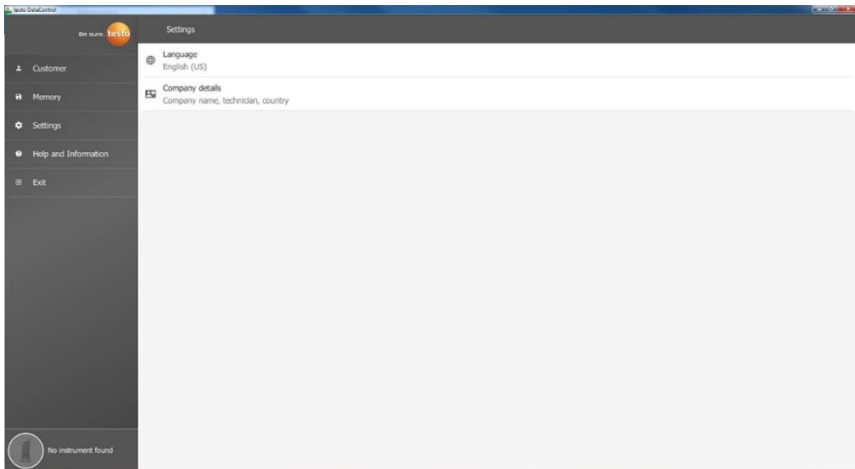 testo DataControl
Be sure. testo
Settings
Language
English (US)
Company details
Company name, technician, country
Customer
Memory
Settings
Help and Information
Exit
No instrument found